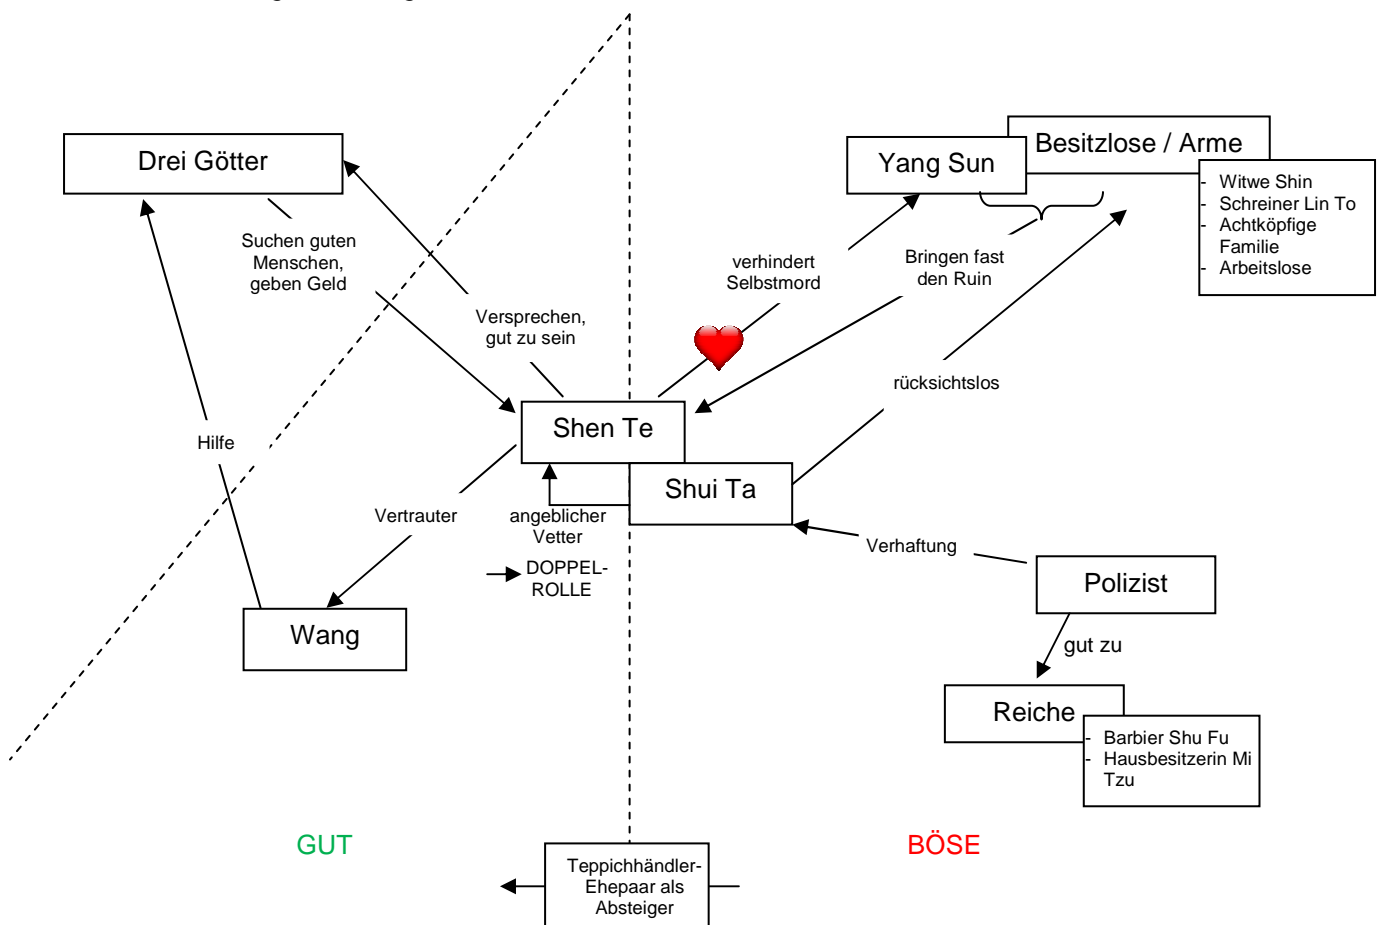 Drei Götter
Yang Sun
Besitzlose / Arme
- Witwe Shin
- Schreiner Lin To
- Achtköpfige
Familie
- Arbeitslose
Suchen guten
Menschen,
geben Geld
Versprechen,
gut zu sein
verhindert
Selbstmord
Bringen fast
den Ruin
rücksichtslos
Hilfe
Shen Te
Shui Ta
Vertrauter
angeblicher
Vetter
DOPPEL-
ROLLE
Verhaftung
Polizist
Wang
gut zu
Reiche
- Barbier Shu Fu
- Hausbesitzerin Mi
Tzu
GUT
BÖSE
Teppichhändler-
Ehepaar als
Absteiger